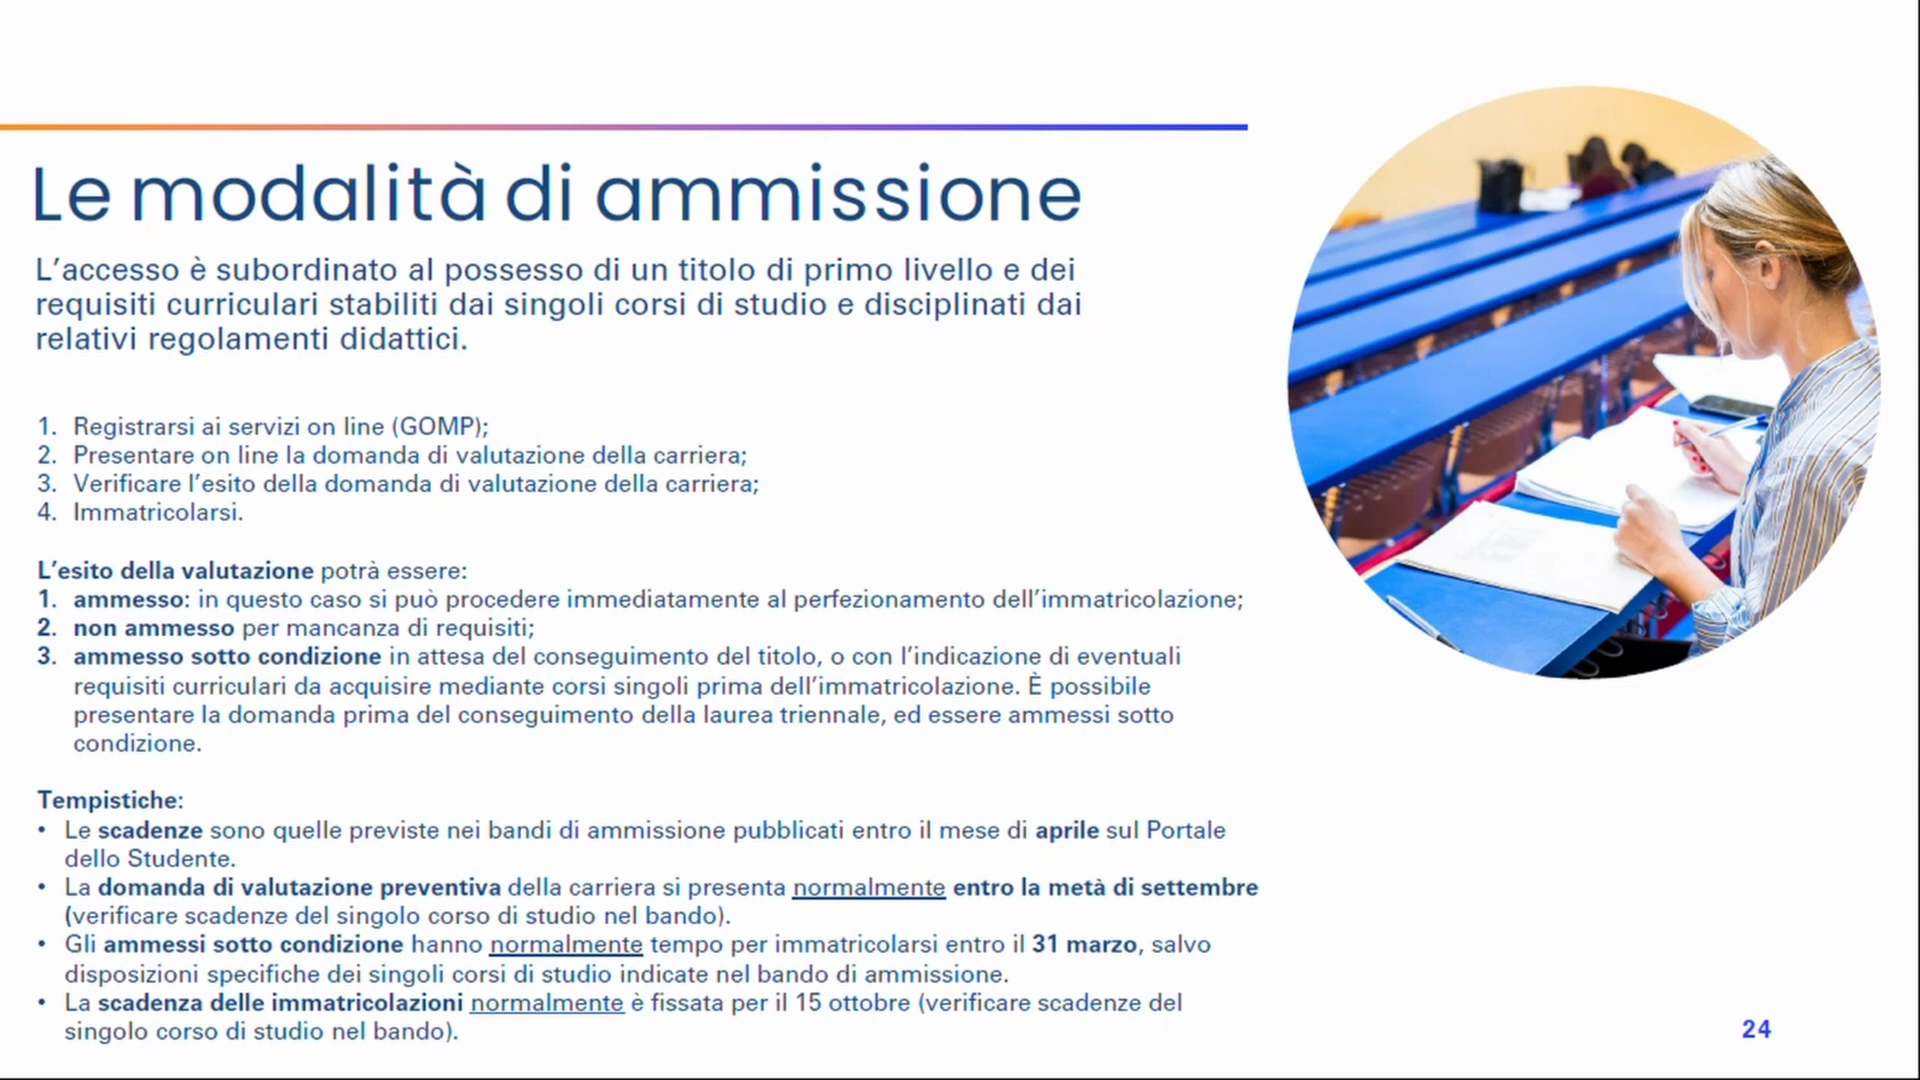 Le modalità di ammissione
L’accesso è subordinato al possesso di un titolo di primo livello e dei
requisiti curriculari stabiliti dai singoli corsi di studio e disciplinati dai
relativi regolamenti didattici.
1. Registrarsi ai servizi on line (GOMP);
2. Presentare on line la domanda di valutazione della carriera;
3. Verificare l’esito della domanda di valutazione della carriera;
4. Immatricolarsi.
L’esito della valutazione potrà essere:
1. ammesso: in questo caso si può procedere immediatamente al perfezionamento dell’immatricolazione;
2. non ammesso per mancanza di requisiti;
3. ammesso sotto condizione in attesa del conseguimento del titolo, o con l’indicazione di eventuali
requisiti curriculari da acquisire mediante corsi singoli prima dell’immatricolazione. È possibile
presentare la domanda prima del conseguimento della laurea triennale, ed essere ammessi sotto
condizione.
Tempistiche:
• Le scadenze sono quelle previste nei bandi di ammissione pubblicati entro il mese di aprile sul Portale
dello Studente.
• La domanda di valutazione preventiva della carriera si presenta normalmente entro la metà di settembre
(verificare scadenze del singolo corso di studio nel bando).
• Gli ammessi sotto condizione hanno normalmente tempo per immatricolarsi entro il 31 marzo, salvo
disposizioni specifiche dei singoli corsi di studio indicate nel bando di ammissione.
• La scadenza delle immatricolazioni normalmente è fissata per il 15 ottobre (verificare scadenze del
singolo corso di studio nel bando).
24